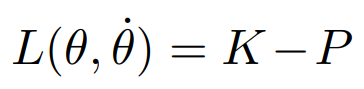 L(θ, θ̇) = K − P